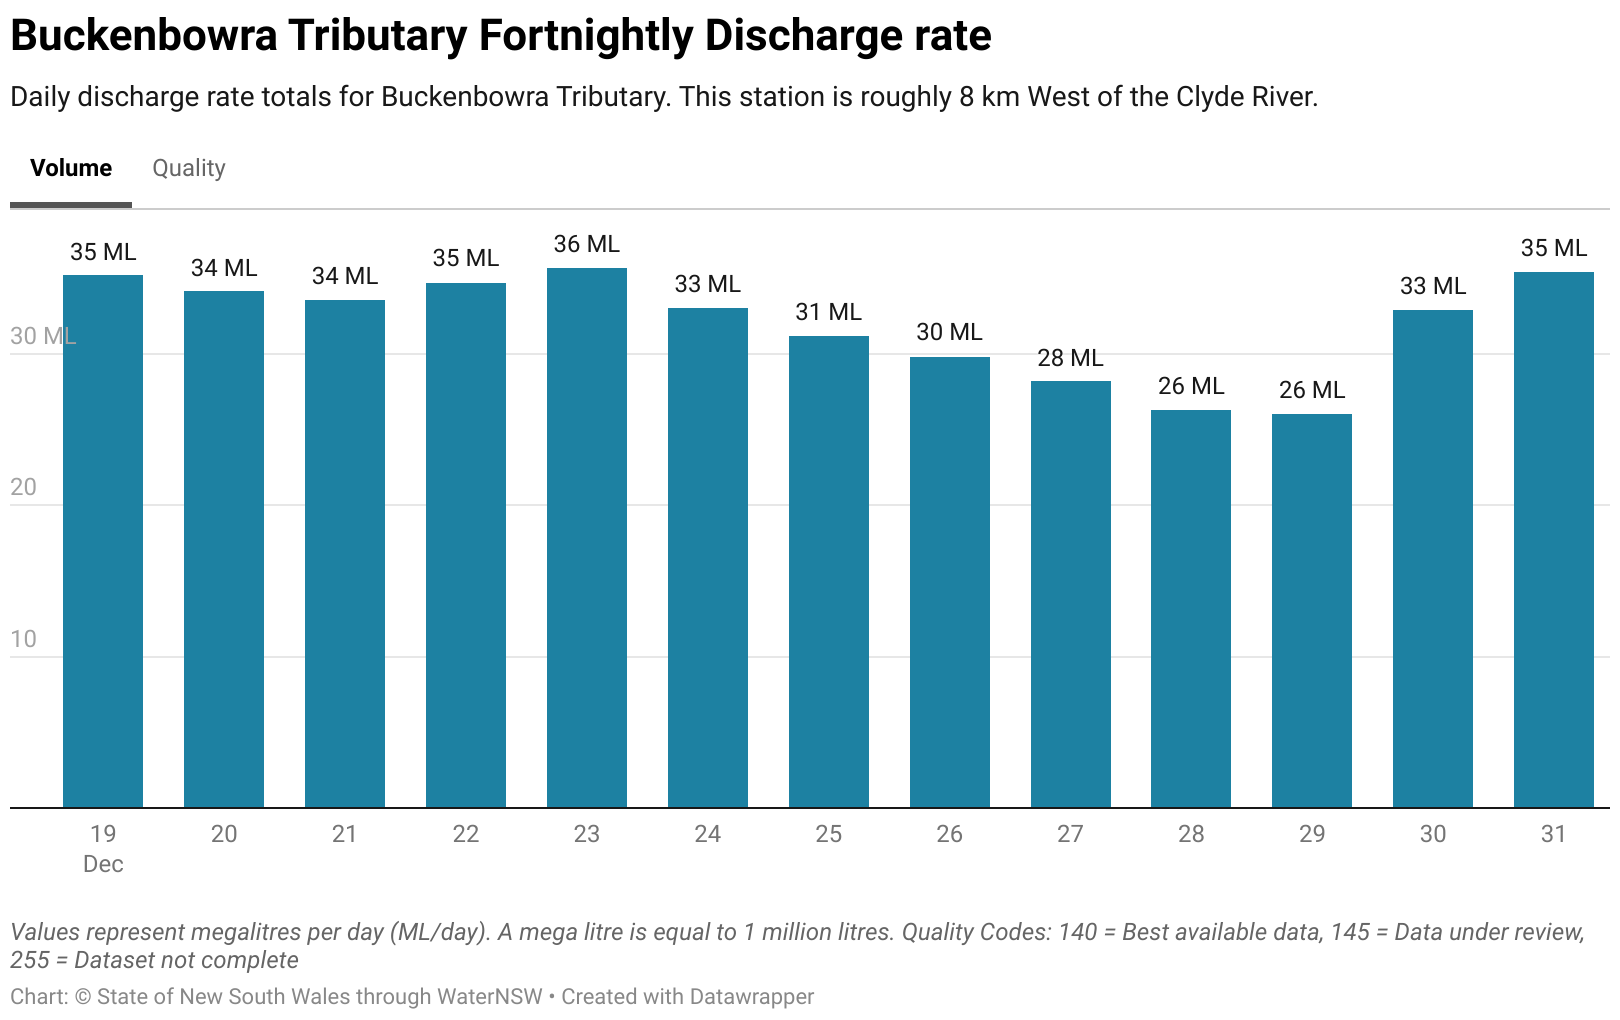 Buckenbowra Tributary Fortnightly Discharge rate
Daily discharge rate totals for Buckenbowra Tributary. This station is roughly 8 km West of the Clyde River.
Volume Quality
35 ML 34 ML 34 ML 35 ML 36 ML 33 ML 31 ML 30 ML 28 ML 26 ML 26 ML 33 ML 35 ML
30 ML
20
10
19 20 21 22 23 24 25 26 27 28 29 30 31
Dec
Values represent megalitres per day (ML/day). A mega litre is equal to 1 million litres. Quality Codes: 140 = Best available data, 145 = Data under review,
255 = Dataset not complete
Chart: © State of New South Wales through WaterNSW • Created with Datawrapper